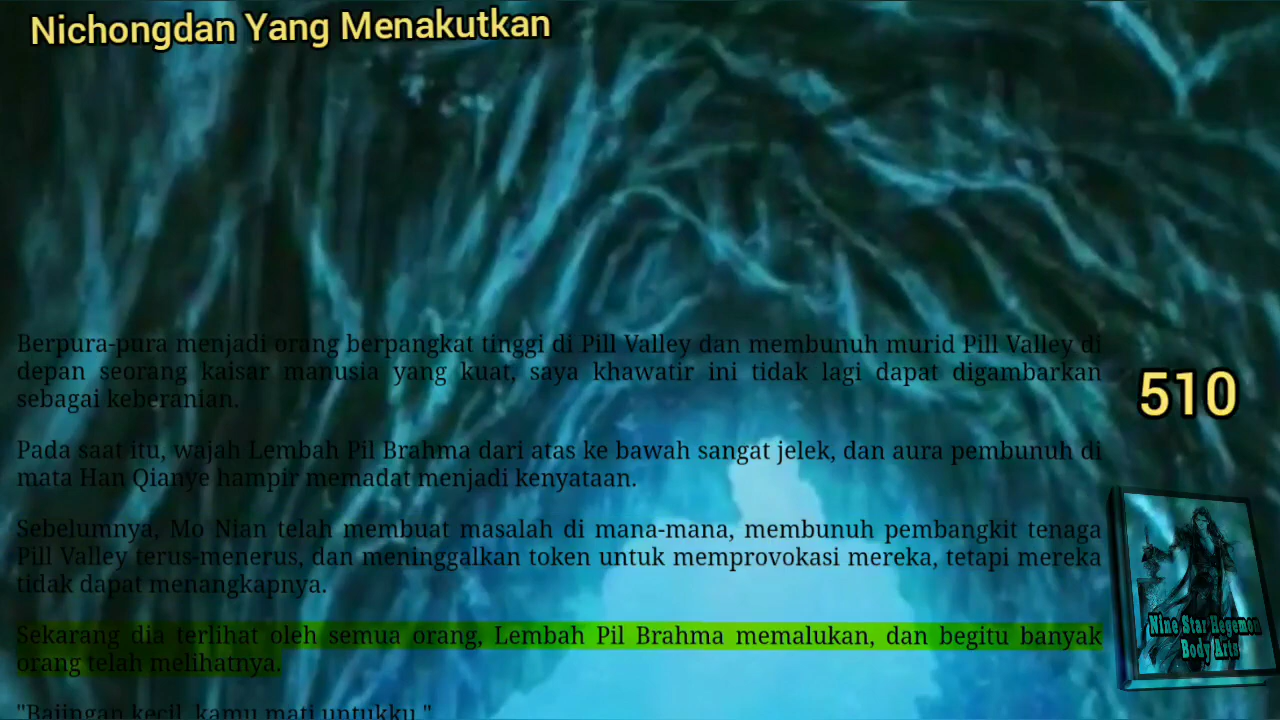 Nichongdan Yang Menakutkan
Berpura-pura menjadi orang berpangkat tinggi di Pill Valley dan membunuh murid Pill Valley di
depan seorang kaisar manusia yang kuat, saya khawatir ini tidak lagi dapat digambarkan
sebagai keberanian.
510
Pada saat itu, wajah Lembah Pil Brahma dari atas ke bawah sangat jelek, dan aura pembunuh di
mata Han Qianye hampir memadat menjadi kenyataan.
Sebelumnya, Mo Nian telah membuat masalah di mana-mana, membunuh pembangkit tenaga
Pill Valley terus-menerus, dan meninggalkan token untuk memprovokasi mereka, tetapi mereka
tidak dapat menangkapnya.
Sekarang dia terlihat oleh semua orang, Lembah Pil Brahma memalukan, dan begitu banyak
orang telah melihatnya.
Nine Star Hegemon
Body Arts
"Bajingan kecil, kamu mati untukku."